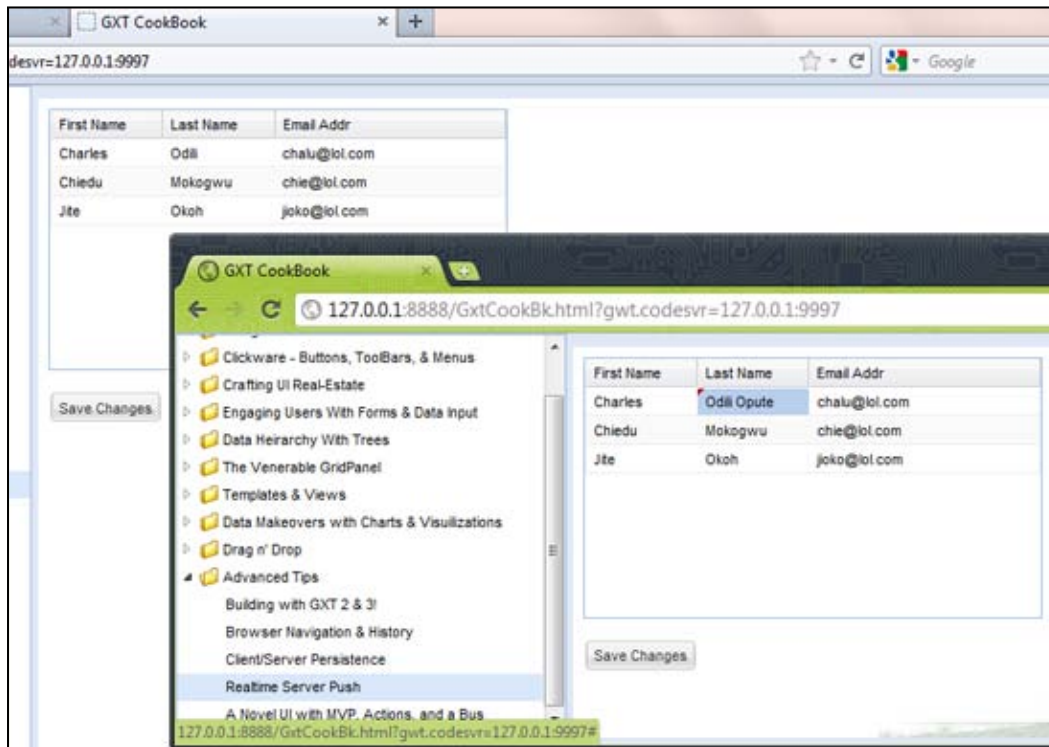 GXT CookBook
desvr=127.0.0.1:9997
Google
First Name Last Name Email Addr
Charles Odili chalu@lol.com
Chiedu Mokogwu chie@lol.com
Jite Okoh jioko@lol.com
Save Changes
GXT CookBook
127.0.0.1:8888/GxtCookBk.html?gwt.codesvr=127.0.0.1:9997
Clickware - Buttons, ToolBars, & Menus
Crafting UI Real-Estate
Engaging Users With Forms & Data Input
Data Heirarchy With Trees
The Venerable GridPanel
Templates & Views
Data Makeovers with Charts & Visuilizations
Drag n' Drop
Advanced Tips
Building with GXT 2 & 3!
Browser Navigation & History
Client/Server Persistence
Realtime Server Push
A Novel UI with MVP, Actions, and a Bus
127.0.0.1:8888/GxtCookBk.html?gwt.codesvr=127.0.0.1:9997#
First Name Last Name Email Addr
Charles Odili Opute chalu@lol.com
Chiedu Mokogwu chie@lol.com
Jite Okoh jioko@lol.com
Save Changes